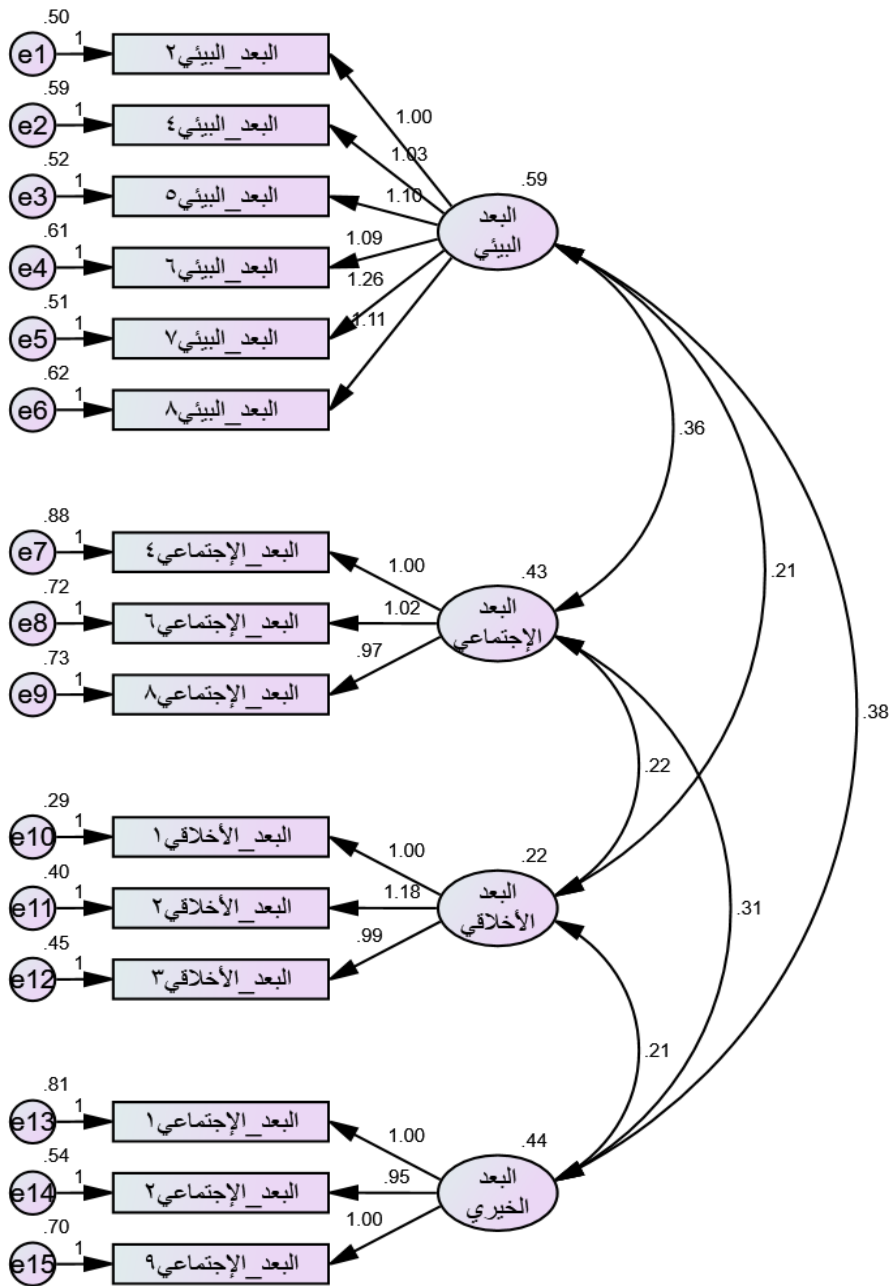 .50
e1
1
البعد_البيئي٢
.59
e2
1
البعد_البيئي٤
.52
e3
1
البعد_البيئي٥
.61
e4
1
البعد_البيئي٦
.51
e5
1
البعد_البيئي٧
.62
e6
1
البعد_البيئي٨
1.00
1.03
1.10
1.09
1.26
1.11
.59
البعد
البيئي
.88
e7
1
البعد_الإجتماعي٤
.72
e8
1
البعد_الإجتماعي٦
.73
e9
1
البعد_الإجتماعي٨
1.00
1.02
.97
.43
البعد
الإجتماعي
.29
e10
1
البعد_الأخلاقي١
.40
e11
1
البعد_الأخلاقي٢
.45
e12
1
البعد_الأخلاقي٣
1.00
1.18
.99
.22
البعد
الأخلاقي
.81
e13
1
البعد_الإجتماعي١
.54
e14
1
البعد_الإجتماعي٢
.70
e15
1
البعد_الإجتماعي٩
1.00
.95
1.00
.44
البعد
الخيري
.36
.21
.38
.22
.31
.21